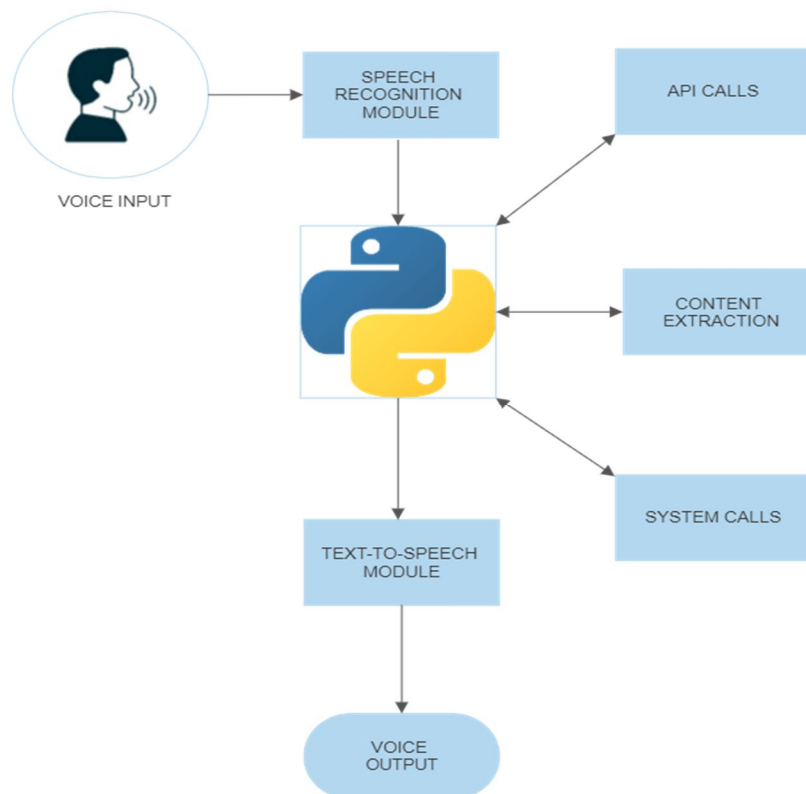 SPEECH
RECOGNITION
MODULE
API CALLS
VOICE INPUT
CONTENT
EXTRACTION
SYSTEM CALLS
TEXT-TO-SPEECH
MODULE
VOICE
OUTPUT